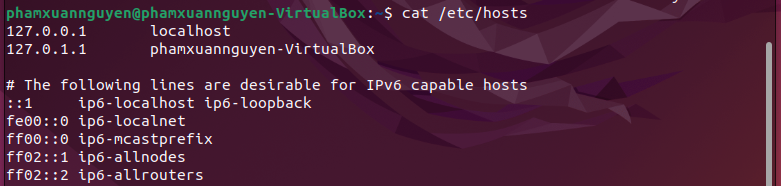 phamxuannguyen@phamxuannguyen-VirtualBox:~$ cat /etc/hosts
127.0.0.1       localhost
127.0.1.1       phamxuannguyen-VirtualBox

# The following lines are desirable for IPv6 capable hosts
::1     ip6-localhost ip6-loopback
fe00::0 ip6-localnet
ff00::0 ip6-mcastprefix
ff02::1 ip6-allnodes
ff02::2 ip6-allrouters